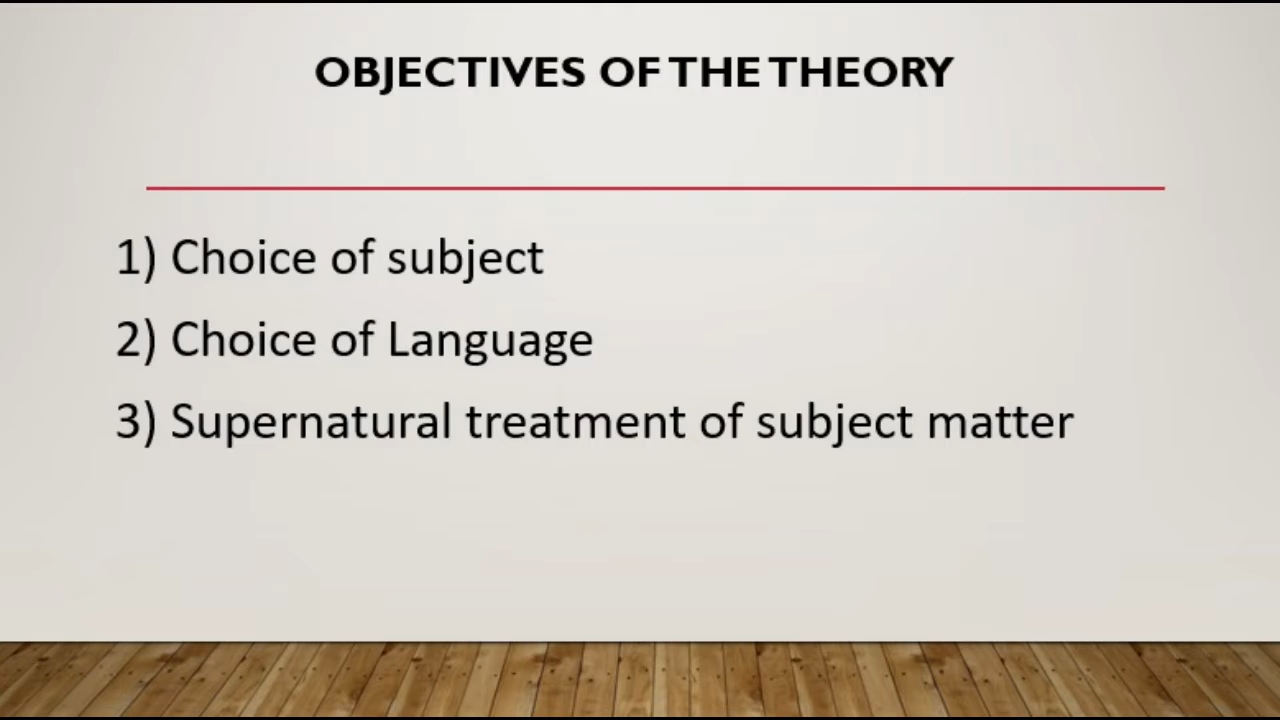 OBJECTIVES OF THE THEORY
1) Choice of subject
2) Choice of Language
3) Supernatural treatment of subject matter